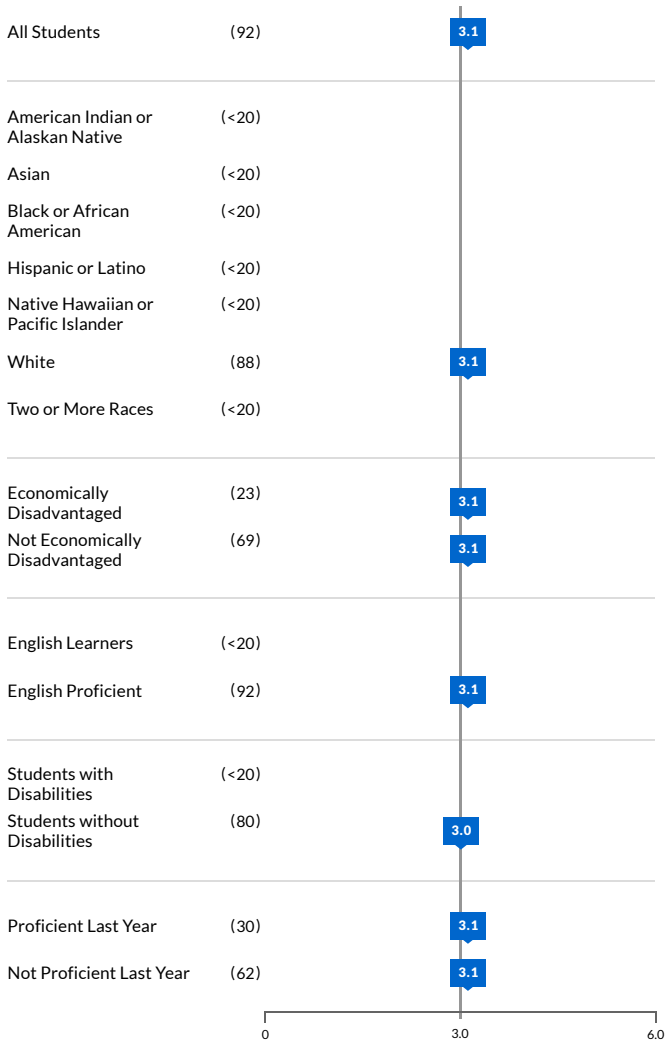 All Students (92) 3.1
American Indian or (<20)
Alaskan Native
Asian (<20)
Black or African (<20)
American
Hispanic or Latino (<20)
Native Hawaiian or (<20)
Pacific Islander
White (88) 3.1
Two or More Races (<20)
Economically (23) 3.1
Disadvantaged
Not Economically (69) 3.1
Disadvantaged
English Learners (<20)
English Proficient (92) 3.1
Students with (<20)
Disabilities
Students without (80) 3.0
Disabilities
Proficient Last Year (30) 3.1
Not Proficient Last Year (62) 3.1
0 3.0 6.0